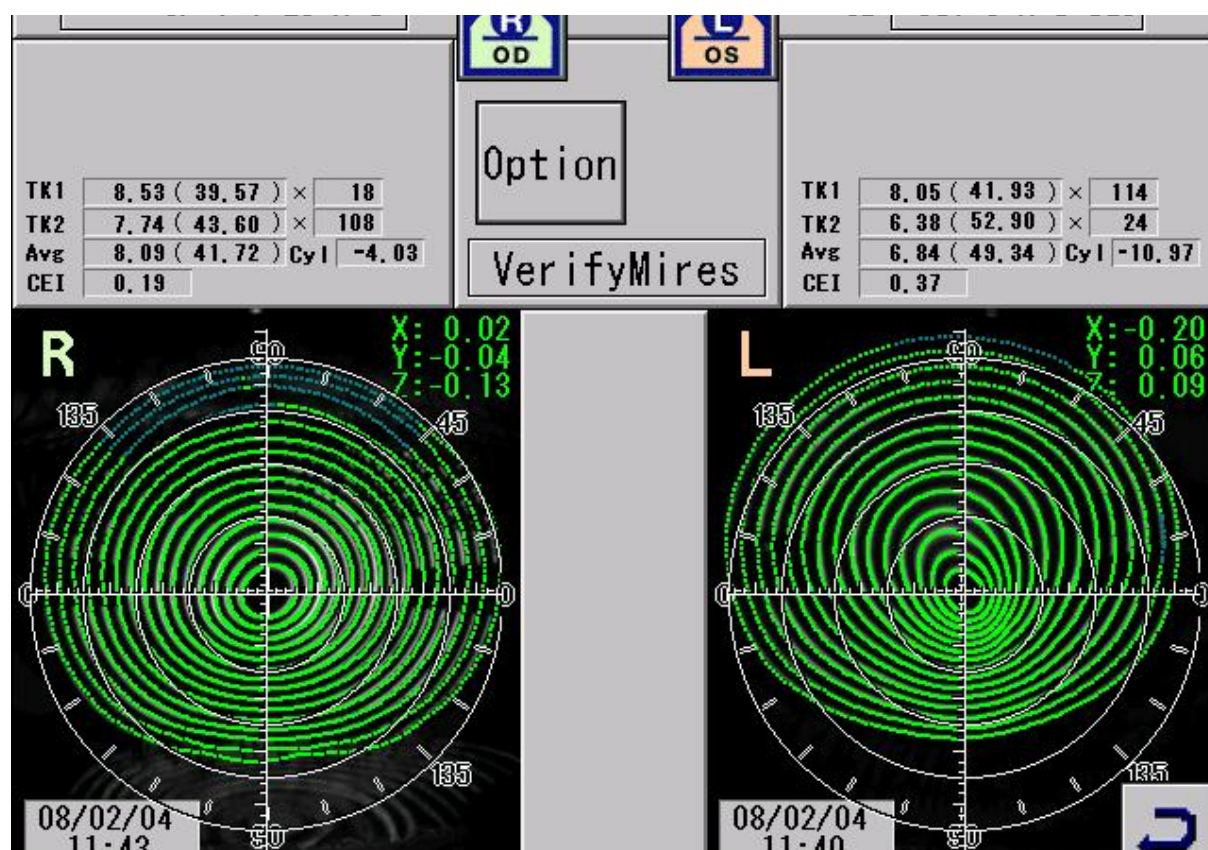 R
OD
L
OS
Option
VerifyMires
TK1 8.53 ( 39.57 ) × 18
TK2 7.74 ( 43.60 ) × 108
Avg 8.09 ( 41.72 ) Cyl -4.03
CEI 0.19
TK1 8.05 ( 41.93 ) × 114
TK2 6.38 ( 52.90 ) × 24
Avg 6.84 ( 49.34 ) Cyl -10.97
CEI 0.37
R
X: 0.02
Y:-0.04
Z:-0.13
90
135
45
0
0
135
90
08/02/04
11:43
L
X:-0.20
Y: 0.06
Z: 0.09
90
135
45
0
0
135
90
08/02/04
11:40